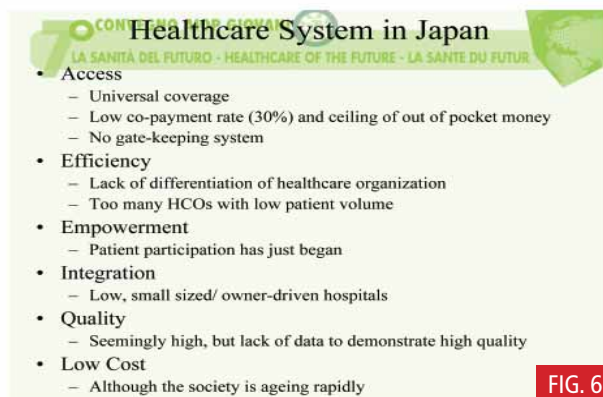 7° CONVEGNO IAOP GIOVANI
Healthcare System in Japan
LA SANITÀ DEL FUTURO - HEALTHCARE OF THE FUTURE - LA SANTE DU FUTUR
• Access
– Universal coverage
– Low co-payment rate (30%) and ceiling of out of pocket money
– No gate-keeping system
• Efficiency
– Lack of differentiation of healthcare organization
– Too many HCOs with low patient volume
• Empowerment
– Patient participation has just began
• Integration
– Low, small sized/ owner-driven hospitals
• Quality
– Seemingly high, but lack of data to demonstrate high quality
• Low Cost
– Although the society is ageing rapidly
FIG. 6